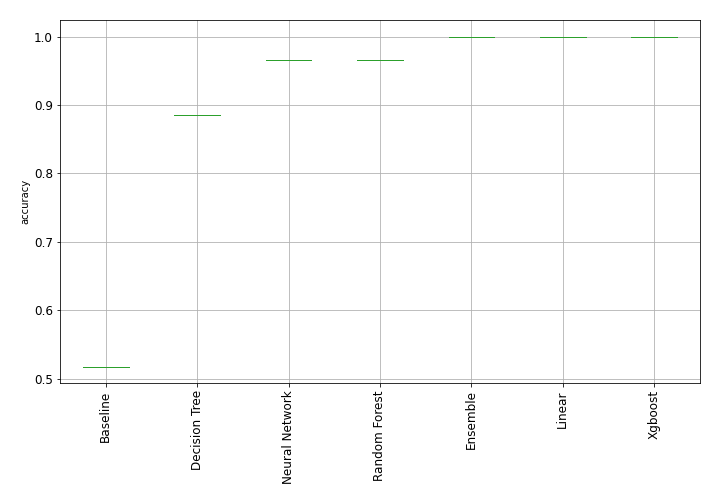 1.0
0.9
0.8
0.7
0.6
0.5
accuracy
Baseline
Decision Tree
Neural Network
Random Forest
Ensemble
Linear
Xgboost